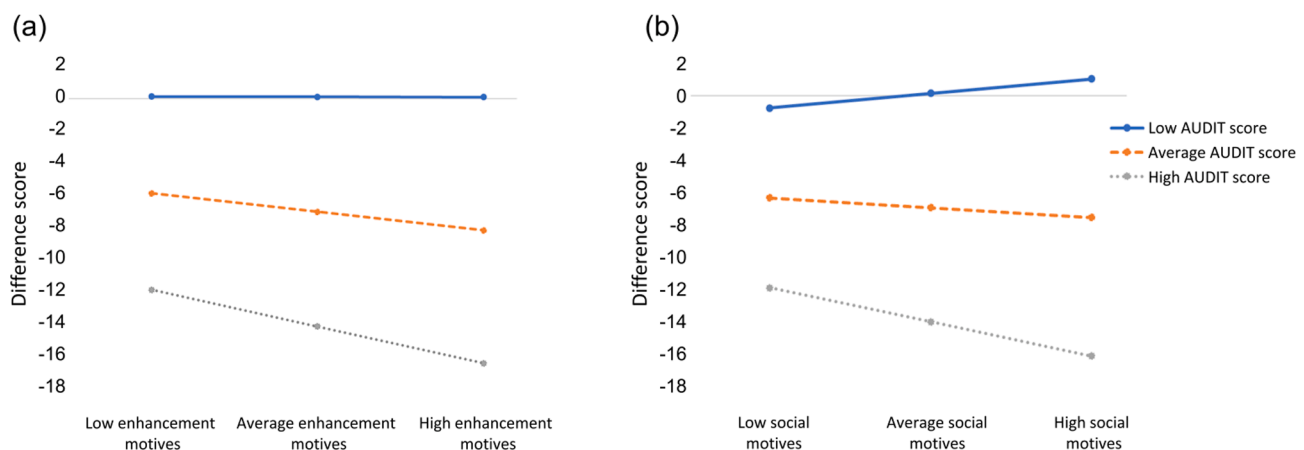 (a)
Difference score
2
0
-2
-4
-6
-8
-10
-12
-14
-16
-18
Low enhancement
motives
Average enhancement
motives
High enhancement
motives
(b)
Difference score
2
0
-2
-4
-6
-8
-10
-12
-14
-16
-18
Low social
motives
Average social
motives
High social
motives
Low AUDIT score
Average AUDIT score
High AUDIT score